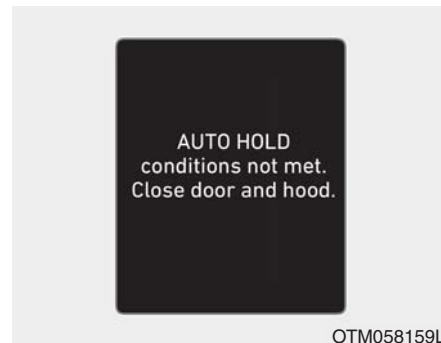 AUTO HOLD
conditions not met.
Close door and hood.
OTM058159L